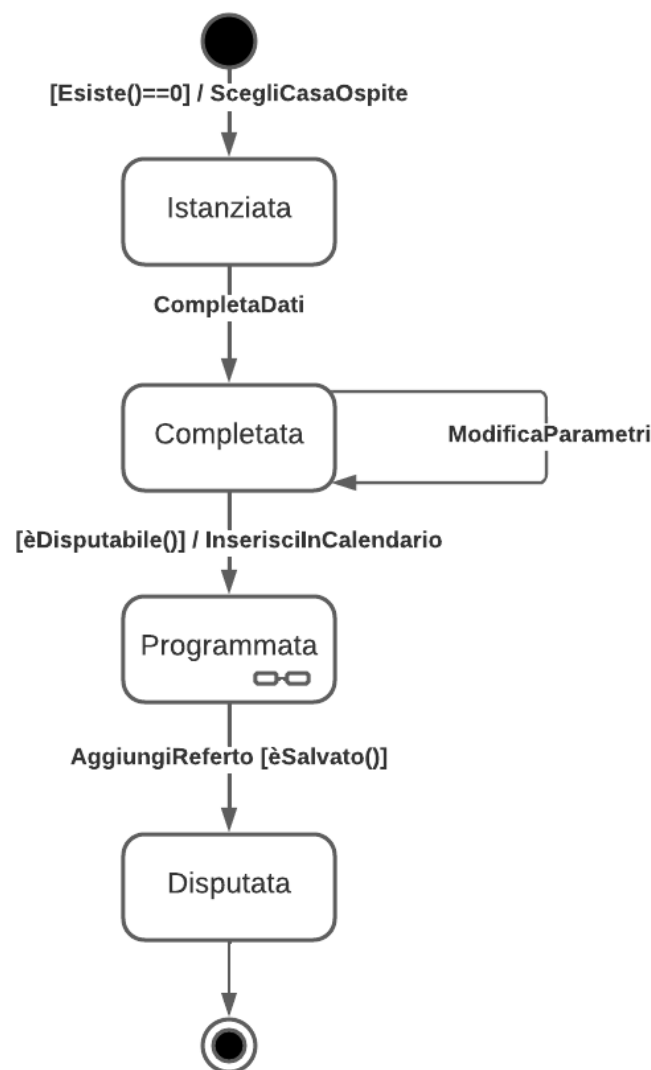 [Esiste()==0] / ScegliCasaOspite
Istanziata
CompletaDati
Completata
ModificaParametri
[èDisputabile()] / InserisciInCalendario
Programmata
AggiungiReferto [èSalvato()]
Disputata